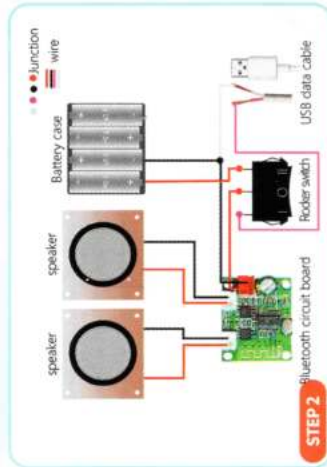 STEP 2
Junction
wire
Battery case
speaker
speaker
USB data cable
Rocker switch
Bluetooth circuit board